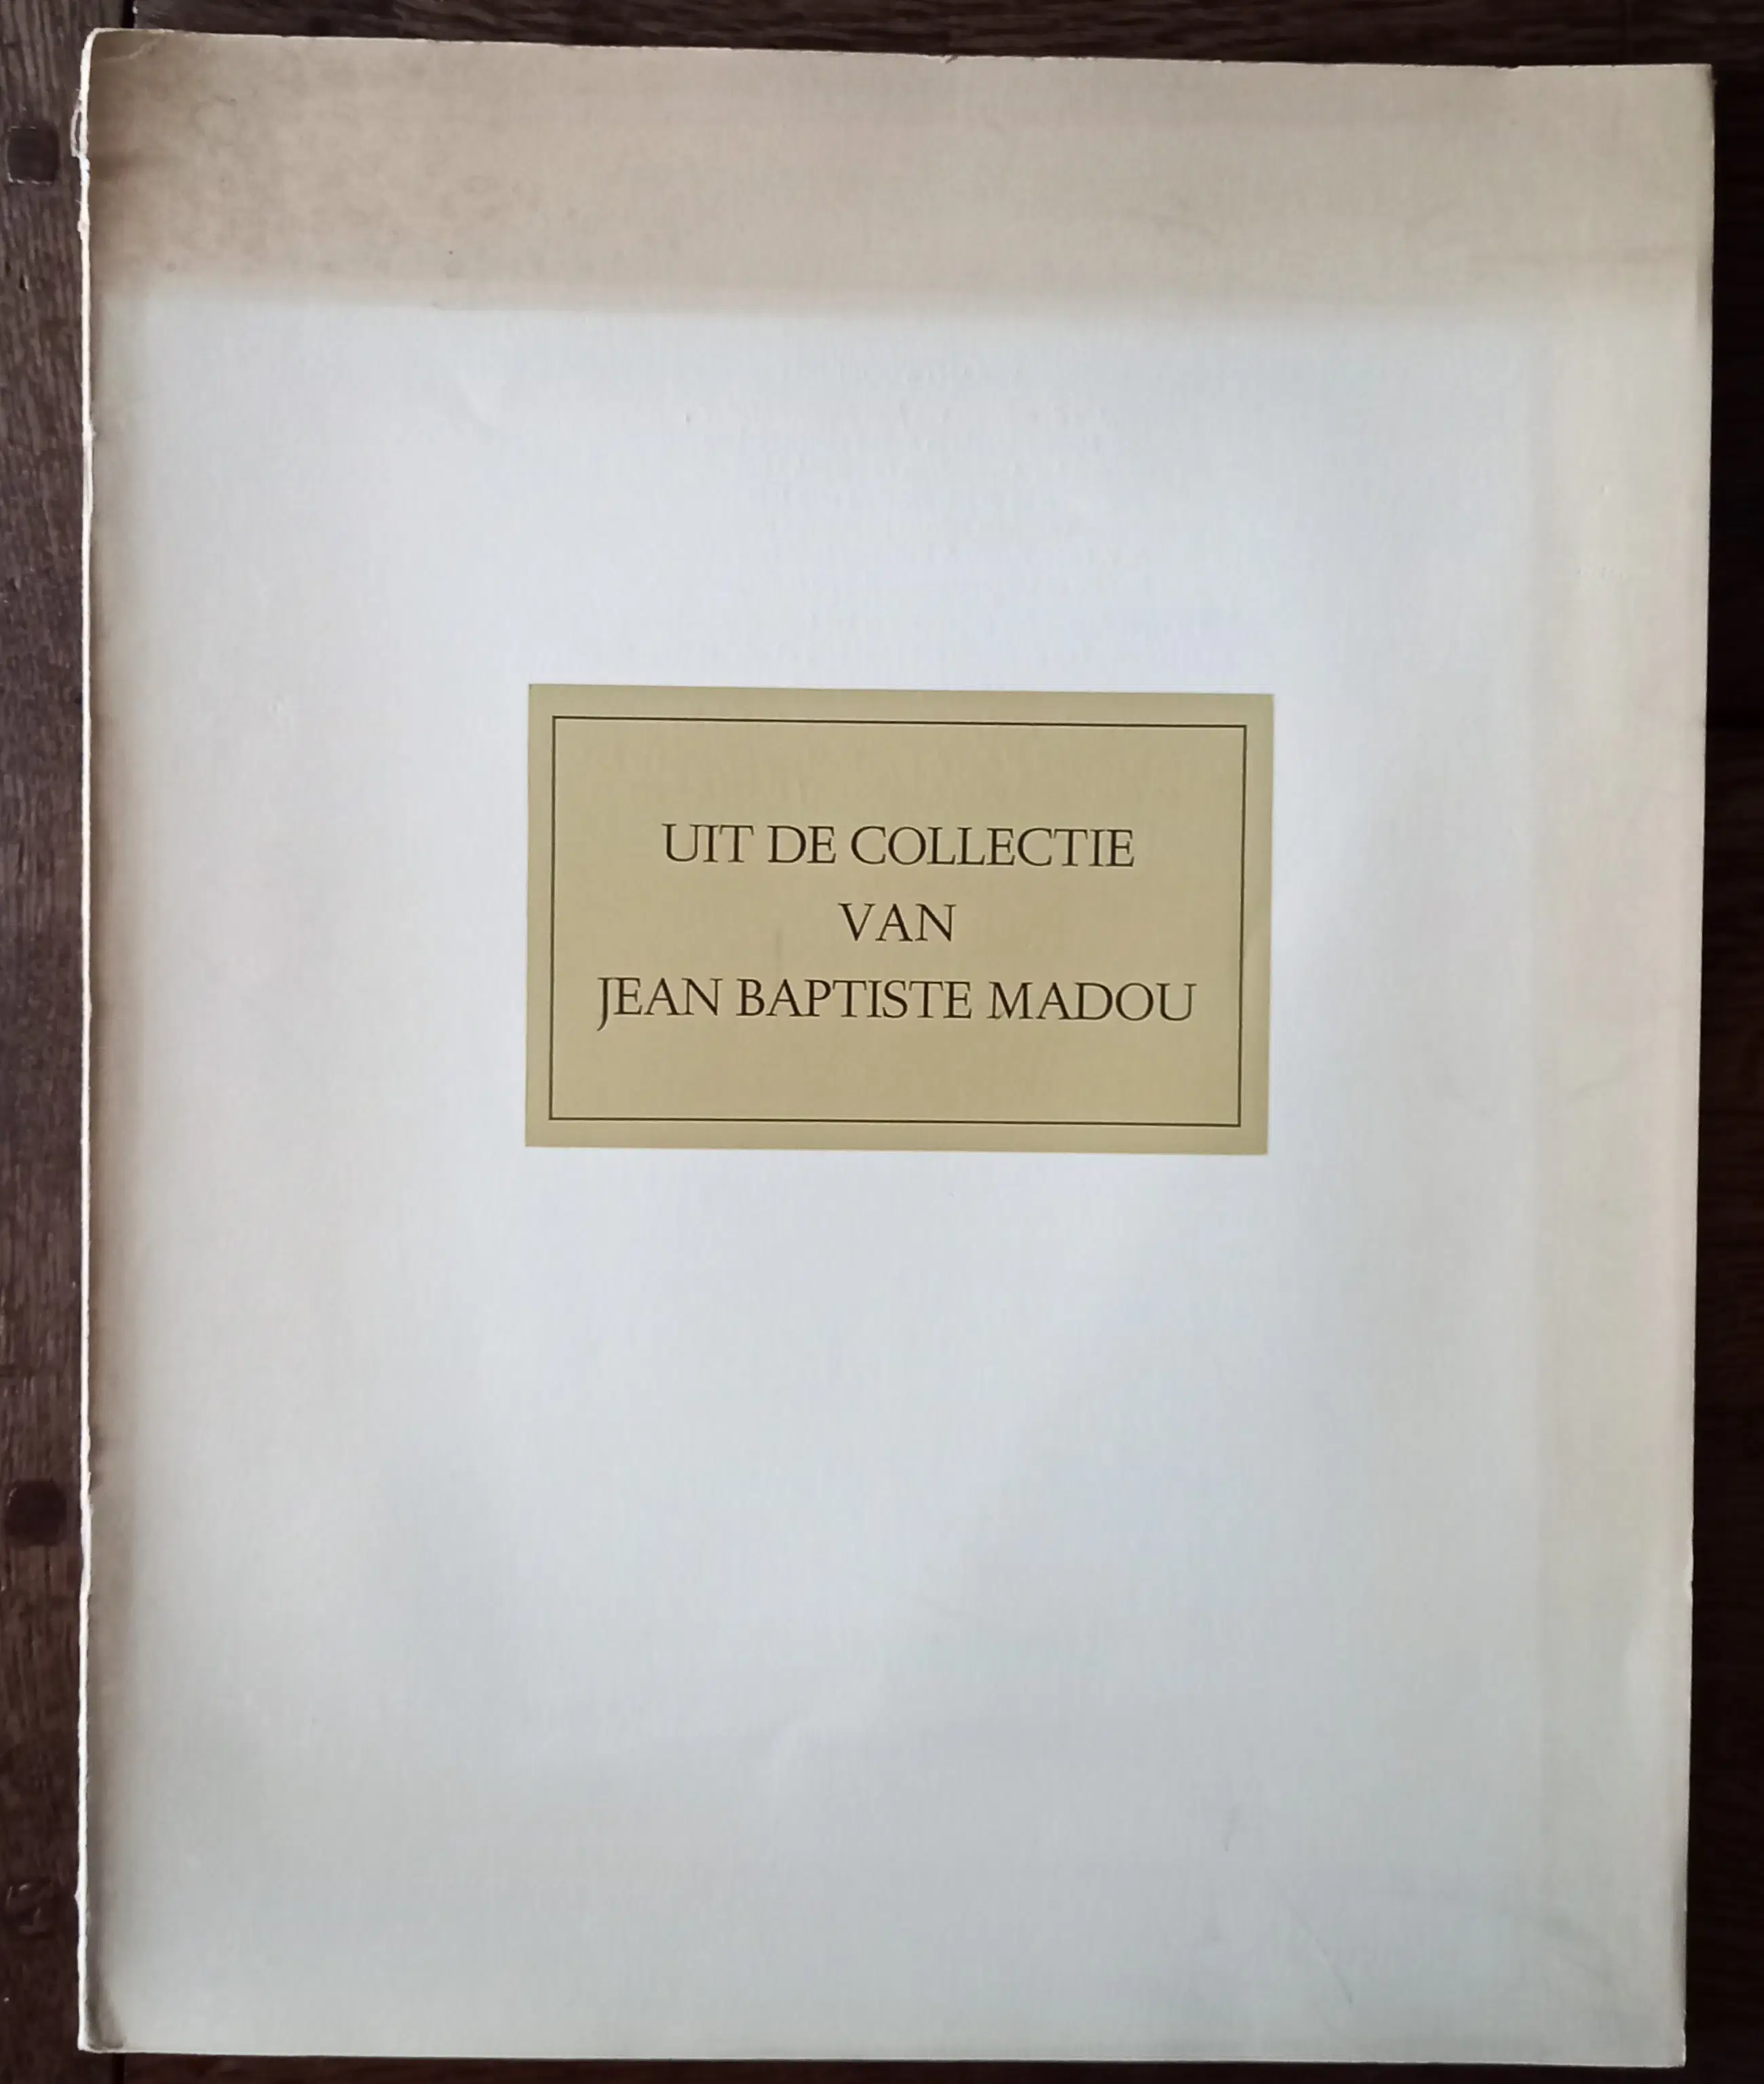 UIT DE COLLECTIE
VAN
JEAN BAPTISTE MADOU